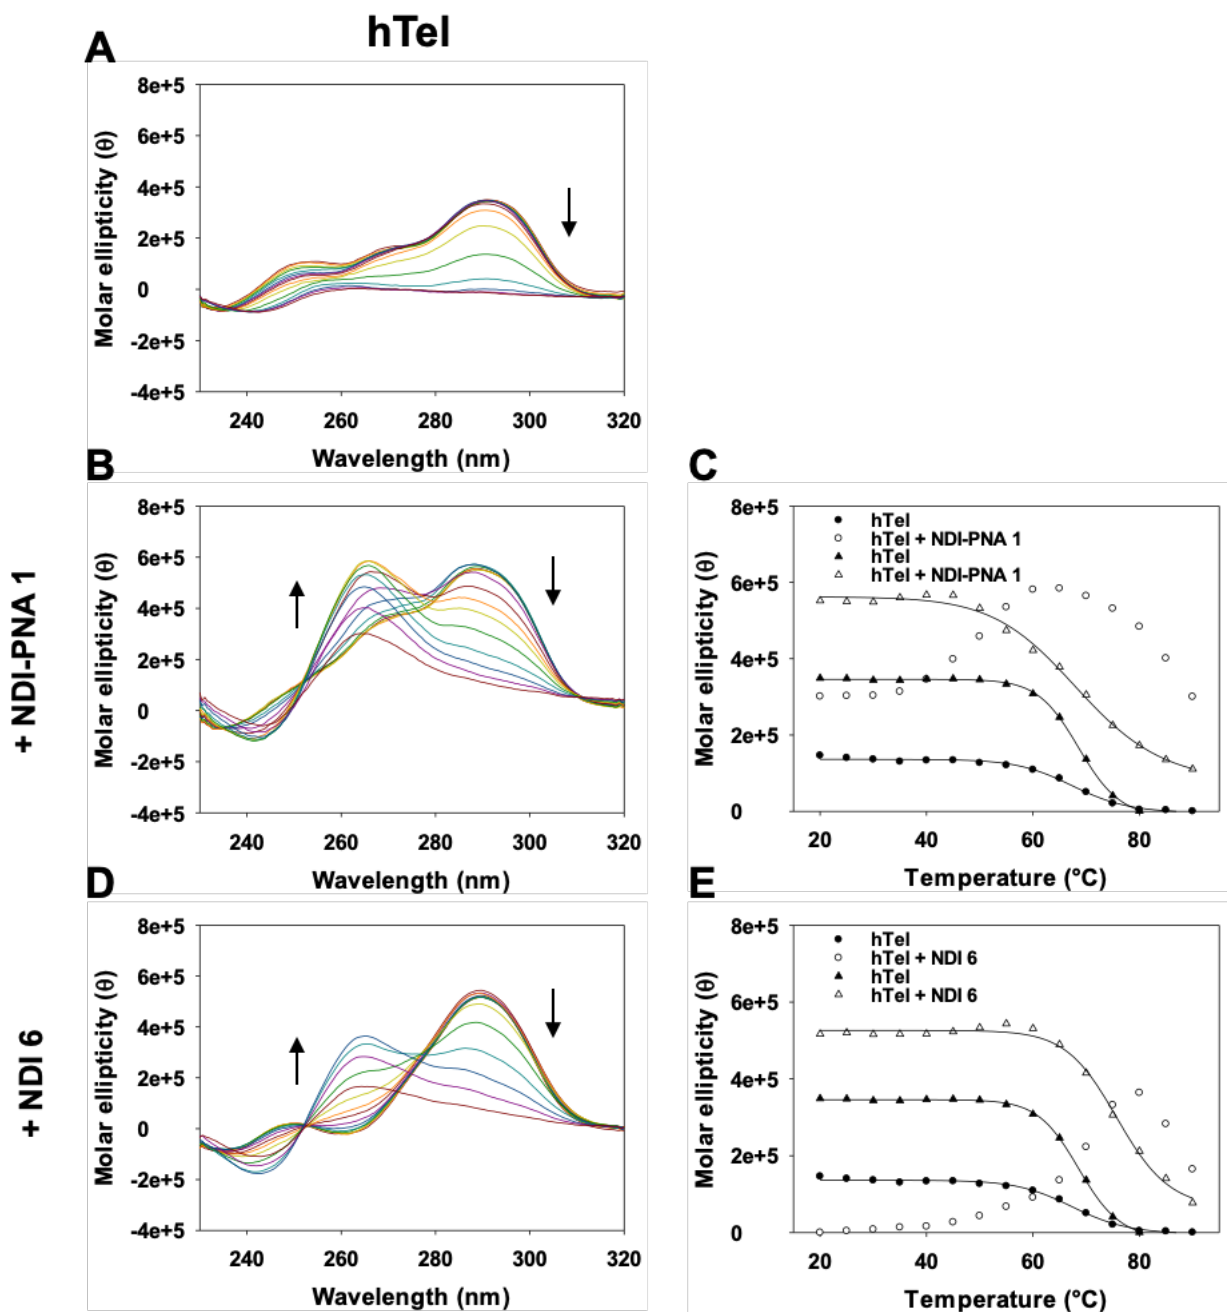 A
hTel
8e+5
6e+5
4e+5
2e+5
0
-2e+5
-4e+5
Molar ellipticity (θ)
240 260 280 300 320
Wavelength (nm)
+ NDI-PNA 1
B
8e+5
6e+5
4e+5
2e+5
0
-2e+5
-4e+5
Molar ellipticity (θ)
240 260 280 300 320
Wavelength (nm)
C
hTel
hTel + NDI-PNA 1
hTel
hTel + NDI-PNA 1
8e+5
6e+5
4e+5
2e+5
0
Molar ellipticity (θ)
20 40 60 80
Temperature (°C)
+ NDI 6
D
8e+5
6e+5
4e+5
2e+5
0
-2e+5
-4e+5
Molar ellipticity (θ)
240 260 280 300 320
Wavelength (nm)
E
hTel
hTel + NDI 6
hTel
hTel + NDI 6
8e+5
6e+5
4e+5
2e+5
0
Molar ellipticity (θ)
20 40 60 80
Temperature (°C)